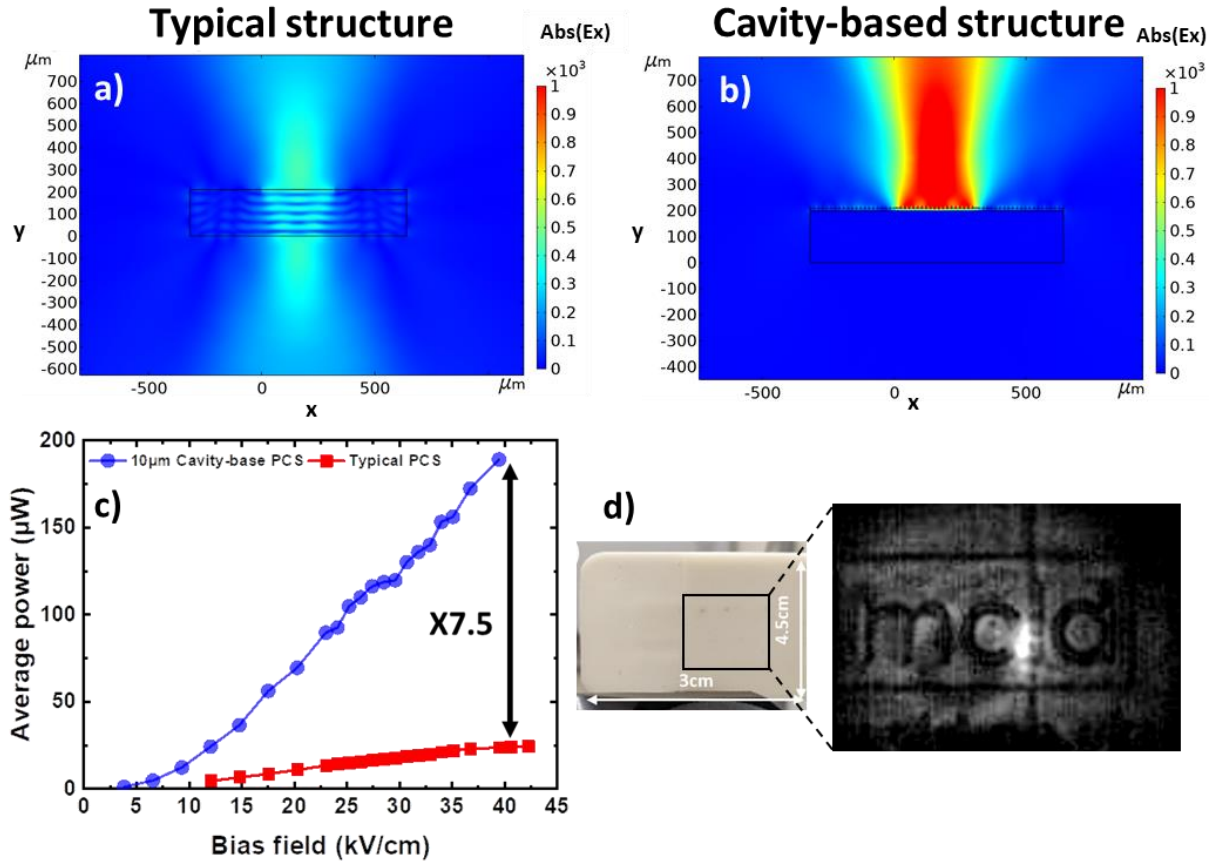 Typical structure
Abs(Ex)
Cavity-based structure
Abs(Ex)
μm
×10³
a)
700
600
500
400
300
200
100
0
-100
-200
-300
-400
-500
-600
y
-500
0
500
μm
x
1
0.9
0.8
0.7
0.6
0.5
0.4
0.3
0.2
0.1
0
μm
×10³
b)
700
600
500
400
300
200
100
0
-100
-200
-300
-400
y
-500
0
500
μm
x
1
0.9
0.8
0.7
0.6
0.5
0.4
0.3
0.2
0.1
0
10μm Cavity-base PCS
Typical PCS
c)
200
150
100
50
0
Average power (μW)
X7.5
0 5 10 15 20 25 30 35 40 45
Bias field (kV/cm)
d)
4.5cm
3cm
mc d